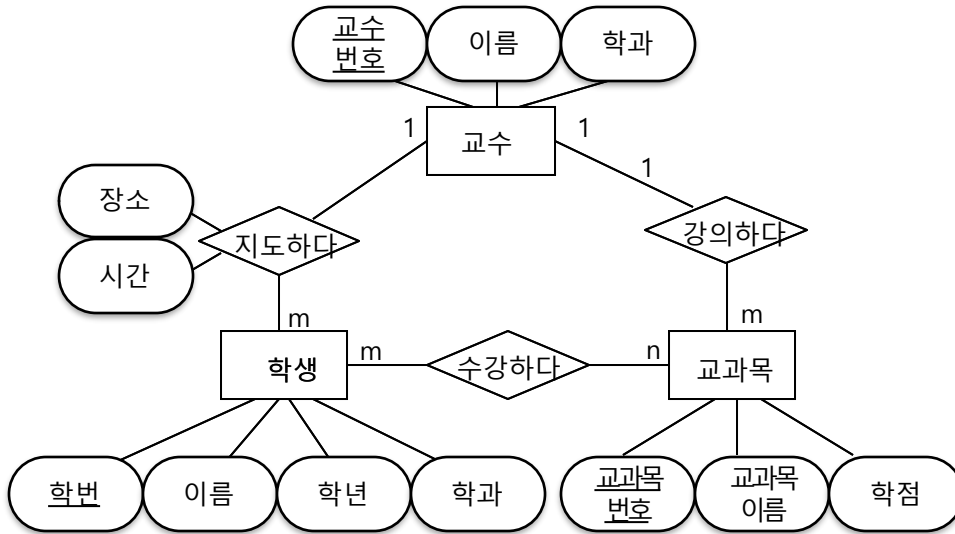 교수
번호
이름
학과
1
교수
1
1
장소
시간
지도하다
강의하다
m
m
학생
m
수강하다
n
교과목
학번
이름
학년
학과
교과목
번호
교과목
이름
학점